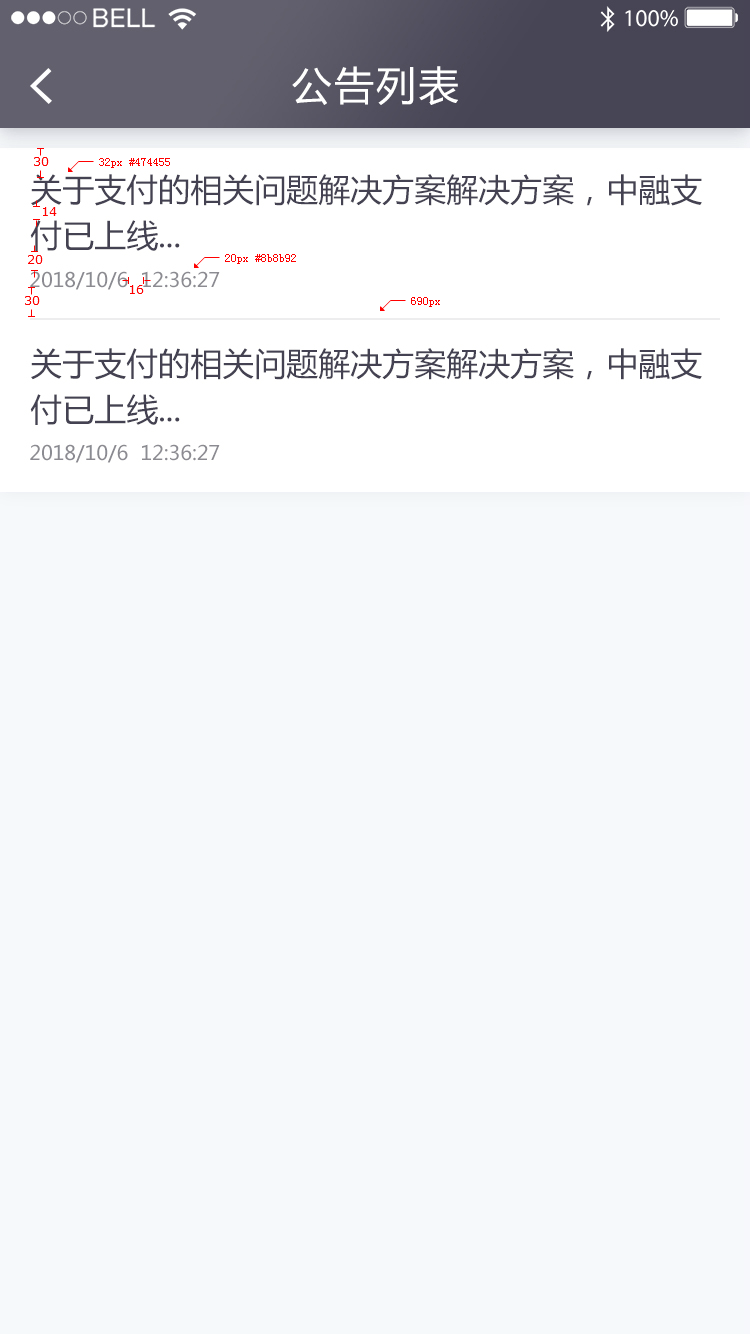 BELL 100%
公告列表
30
32px #474455
关于支付的相关问题解决方案解决方案，中融支
14
付已上线...
20
20px #8b8b92
2018/10/6 12:36:27
16
30
690px
关于支付的相关问题解决方案解决方案，中融支
付已上线...
2018/10/6 12:36:27